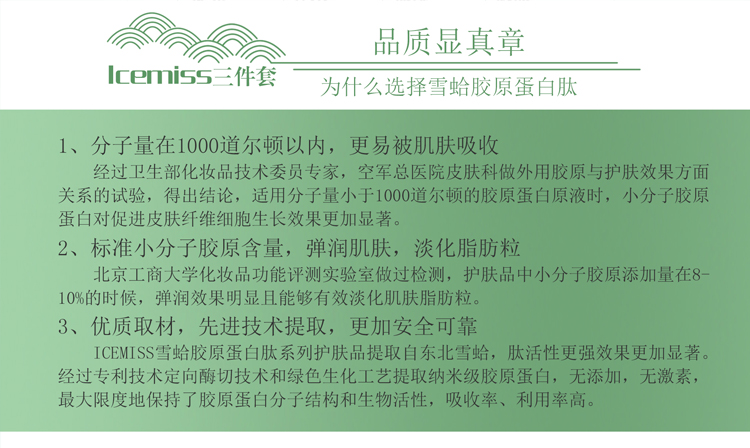 品质显真章
Icemiss三件套
为什么选择雪蛤胶原蛋白肽
1、分子量在1000道尔顿以内，更易被肌肤吸收
经过卫生部化妆品技术委员专家，空军总医院皮肤科做外用胶原与护肤效果方面
关系的试验，得出结论，适用分子量小于1000道尔顿的胶原蛋白原液时，小分子胶原
蛋白对促进皮肤纤维细胞生长效果更加显著。
2、标准小分子胶原含量，弹润肌肤，淡化脂肪粒
北京工商大学化妆品功能评测实验室做过检测，护肤品中小分子胶原添加量在8-
10%的时候，弹润效果明显且能够有效淡化肌肤脂肪粒。
3、优质取材，先进技术提取，更加安全可靠
ICEMISS雪蛤胶原蛋白肽系列护肤品提取自东北雪蛤，肽活性更强效果更加显著。
经过专利技术定向酶切技术和绿色生化工艺提取纳米级胶原蛋白，无添加，无激素，
最大限度地保持了胶原蛋白分子结构和生物活性，吸收率、利用率高。